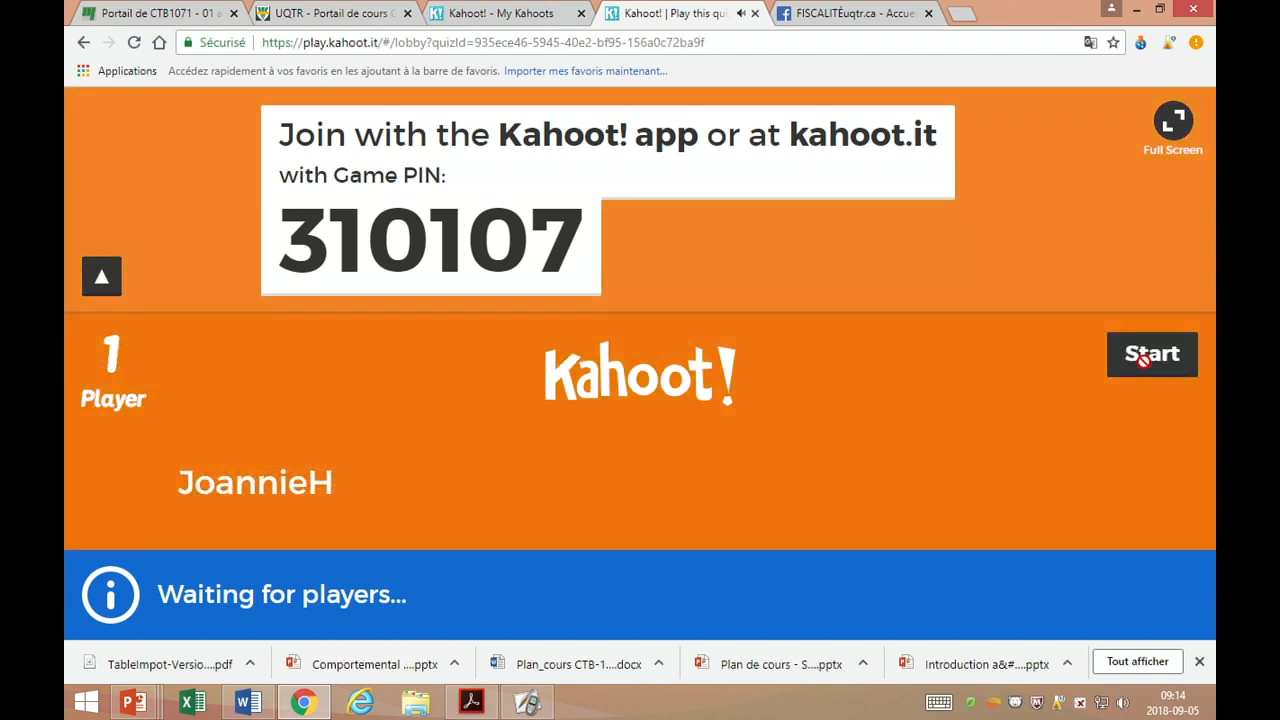 Portail de CTB1071 - 01 a
UQTR - Portail de cours C
Kahoot! - My Kahoots
Kahoot! | Play this qui
FISCALITÉuqtr.ca - Accue
Sécurisé
https://play.kahoot.it/#/lobby?quizId=935ece46-5945-40e2-bf95-156a0c72ba9f
Applications
Accédez rapidement à vos favoris en les ajoutant à la barre de favoris. Importer mes favoris maintenant...
Join with the Kahoot! app or at kahoot.it
with Game PIN:
310107
Full Screen
1
Player
Kahoot!
Start
JoannieH
Waiting for players...
TableImpot-Versio....pdf
Comportemental ....pptx
Plan_cours CTB-1....docx
Plan de cours - S....pptx
Introduction a&#....pptx
Tout afficher
09:14
2018-09-05